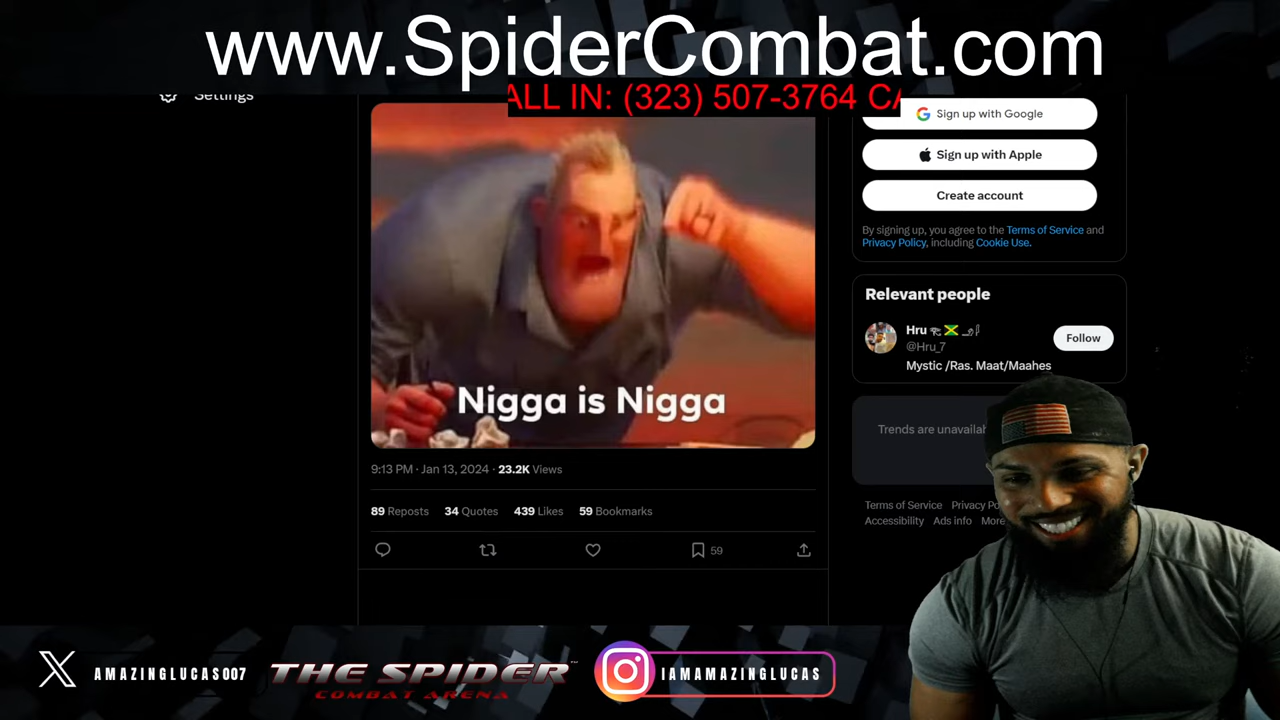 www.SpiderCombat.com
ALL IN: (323) 507-3764 CA
Settings
Sign up with Google
Sign up with Apple
Create account
By signing up, you agree to the Terms of Service and
Privacy Policy, including Cookie Use.
Relevant people
Hru
@Hru_7
Follow
Mystic /Ras. Maat/Maahes
Nigga is Nigga
Trends are unavailab
9:13 PM · Jan 13, 2024 · 23.2K Views
89 Reposts 34 Quotes 439 Likes 59 Bookmarks
Terms of Service Privacy Po
Accessibility Ads info More
59
AMAZINGLUCAS007
THE SPIDER
COMBAT ARENA
IAMAMAZINGLUCAS